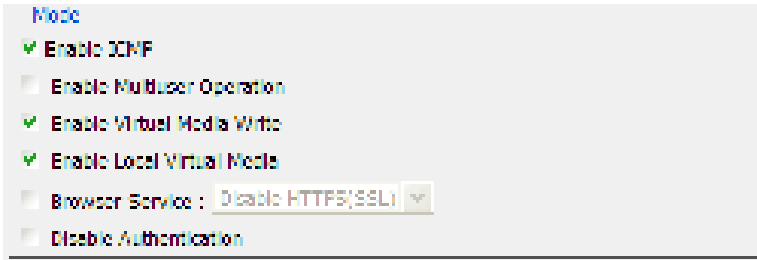 Mode
Enable ICMP
Enable Multiuser Operation
Enable Virtual Media Write
Enable Local Virtual Media
Browser Service : Disable HTTPS(SSL)
Disable Authentication